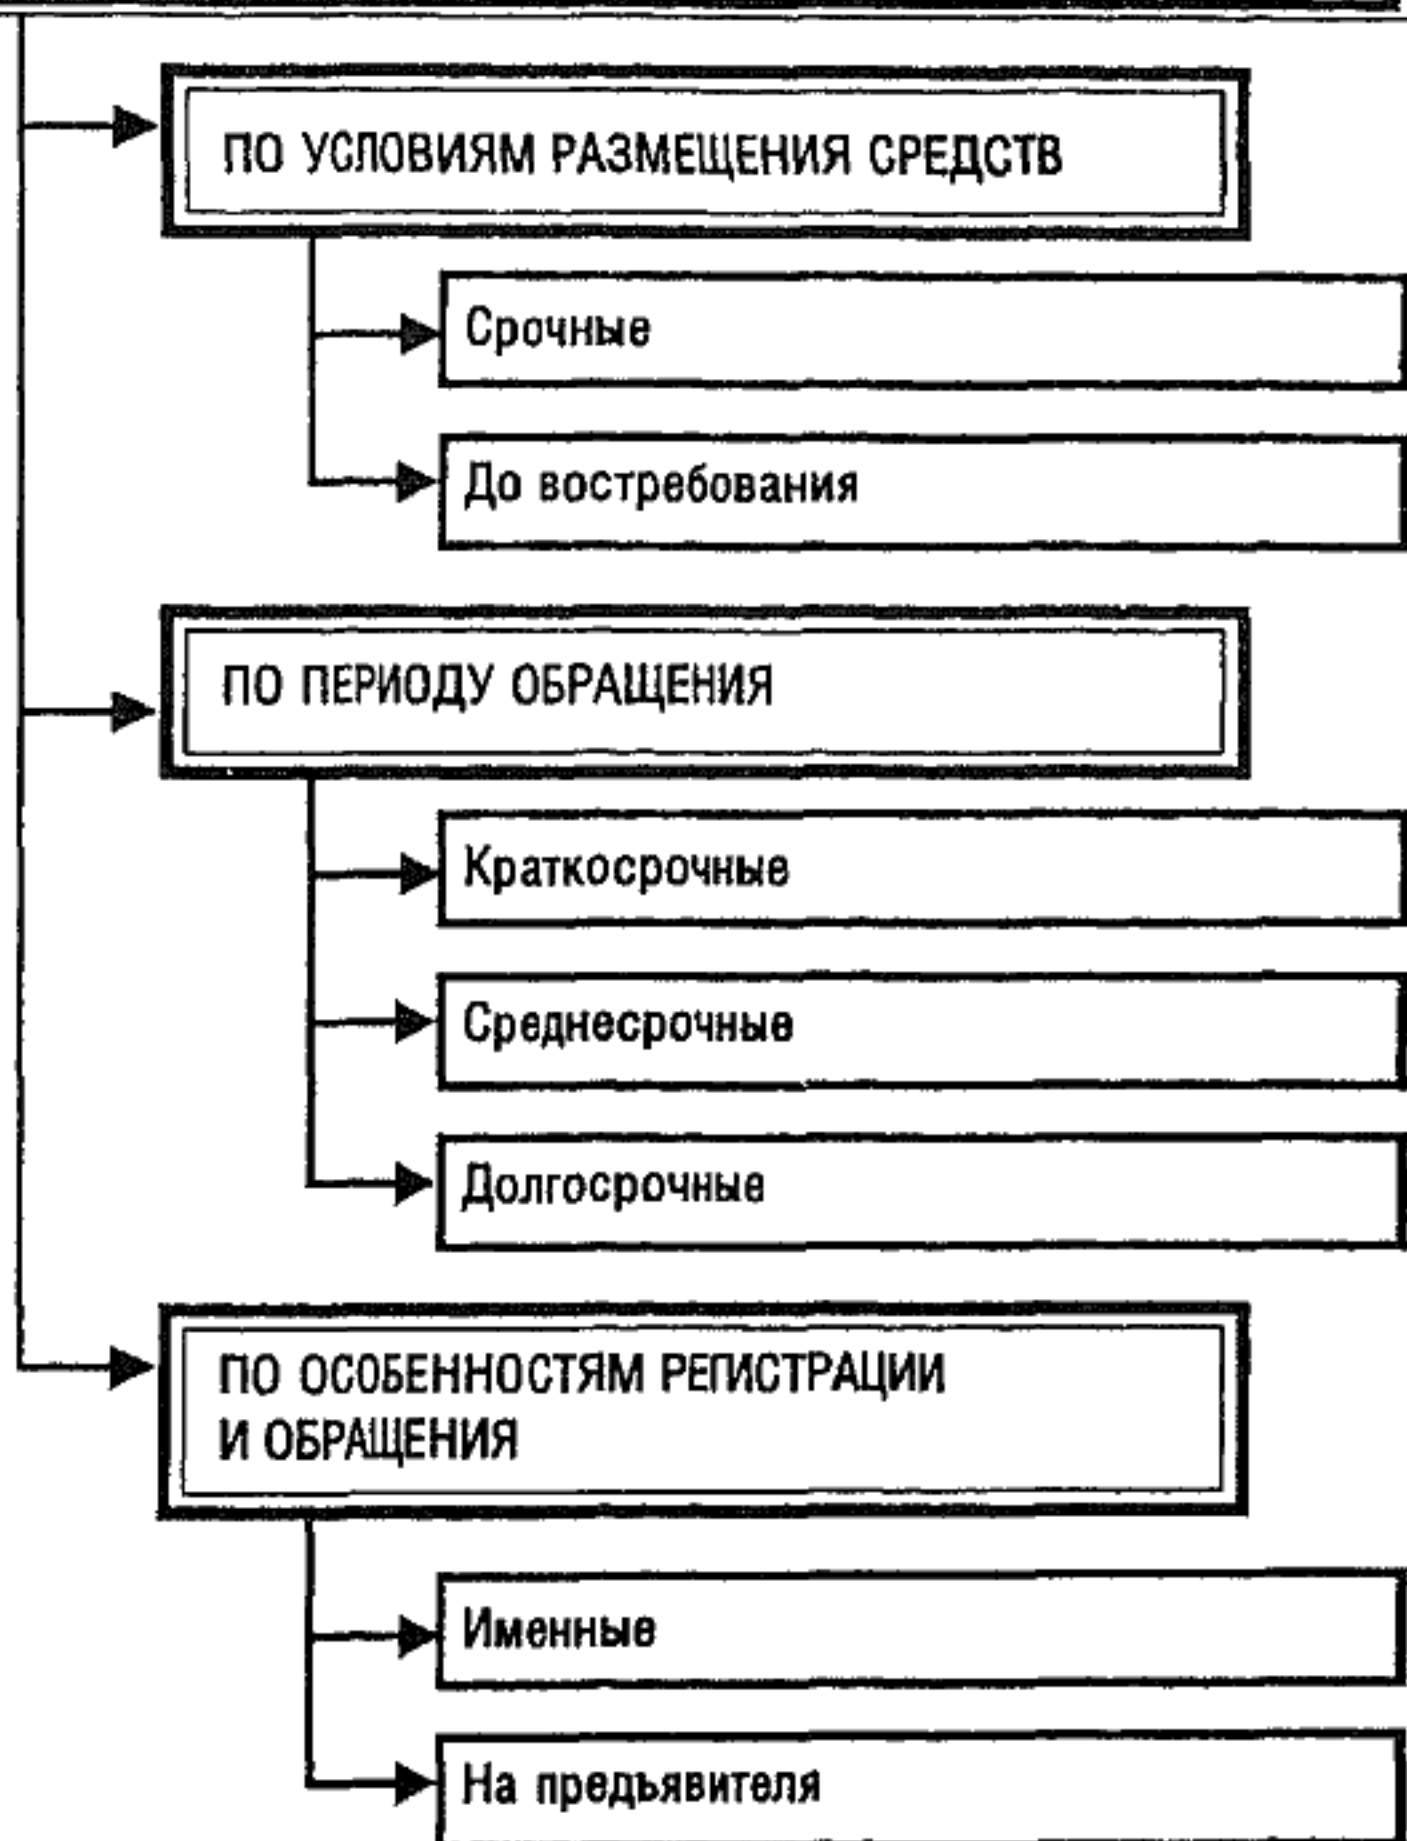 ПО УСЛОВИЯМ РАЗМЕЩЕНИЯ СРЕДСТВ
Срочные
До востребования
ПО ПЕРИОДУ ОБРАЩЕНИЯ
Краткосрочные
Среднесрочные
Долгосрочные
ПО ОСОБЕННОСТЯМ РЕГИСТРАЦИИ
И ОБРАЩЕНИЯ
Именные
На предъявителя